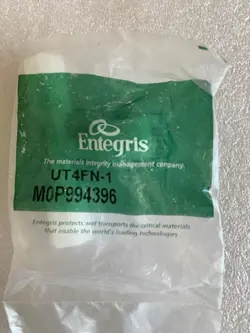 Entegris
The materials integrity management company.
UT4FN-1
M0P994396
Entegris protects and transports the critical materials
that enable the world's leading technologies